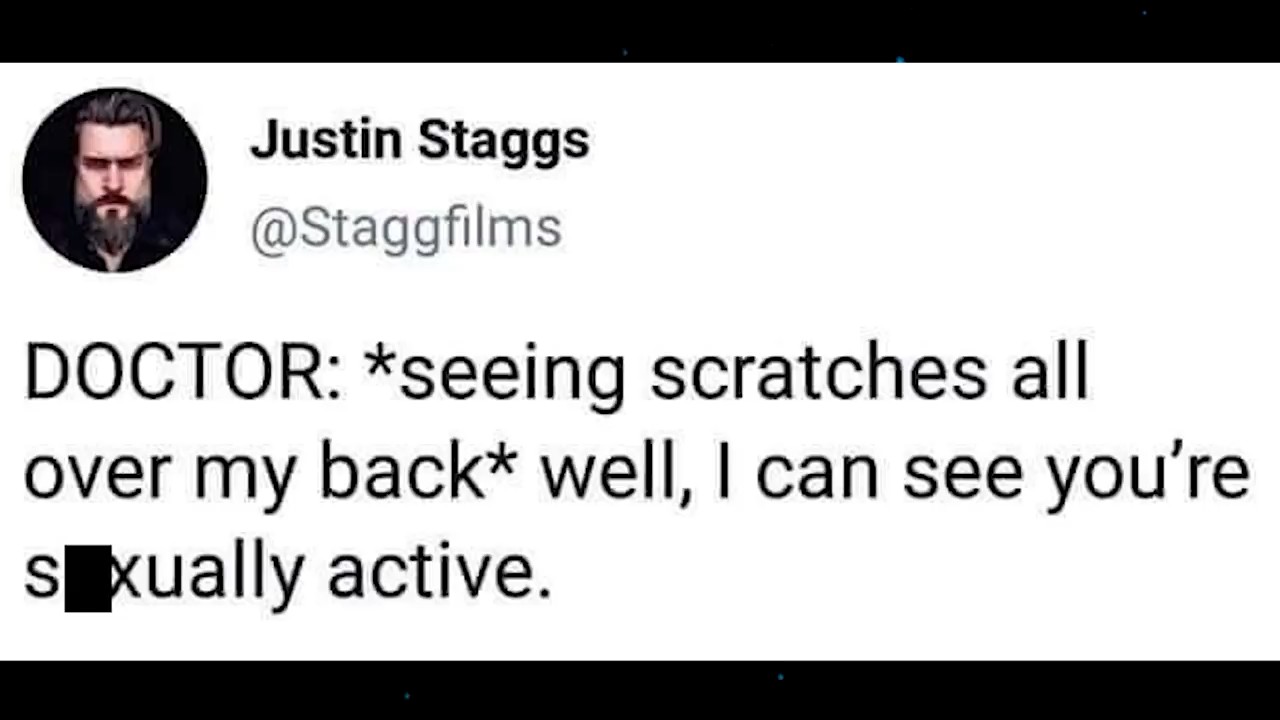 Justin Staggs
@Staggfilms
DOCTOR: *seeing scratches all
over my back* well, I can see you’re
s█xually active.